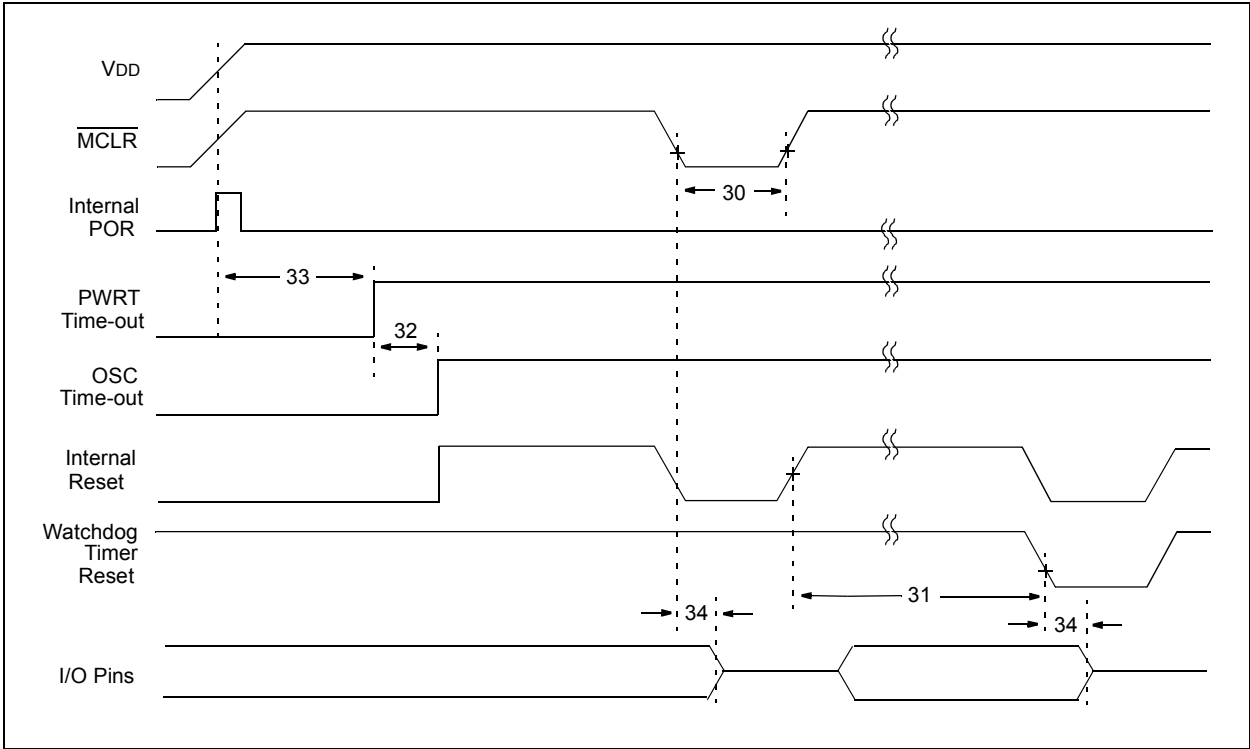 VDD
MCLR
30
Internal
POR
33
PWRT
Time-out
32
OSC
Time-out
Internal
Reset
Watchdog
Timer
Reset
31
34
34
I/O Pins